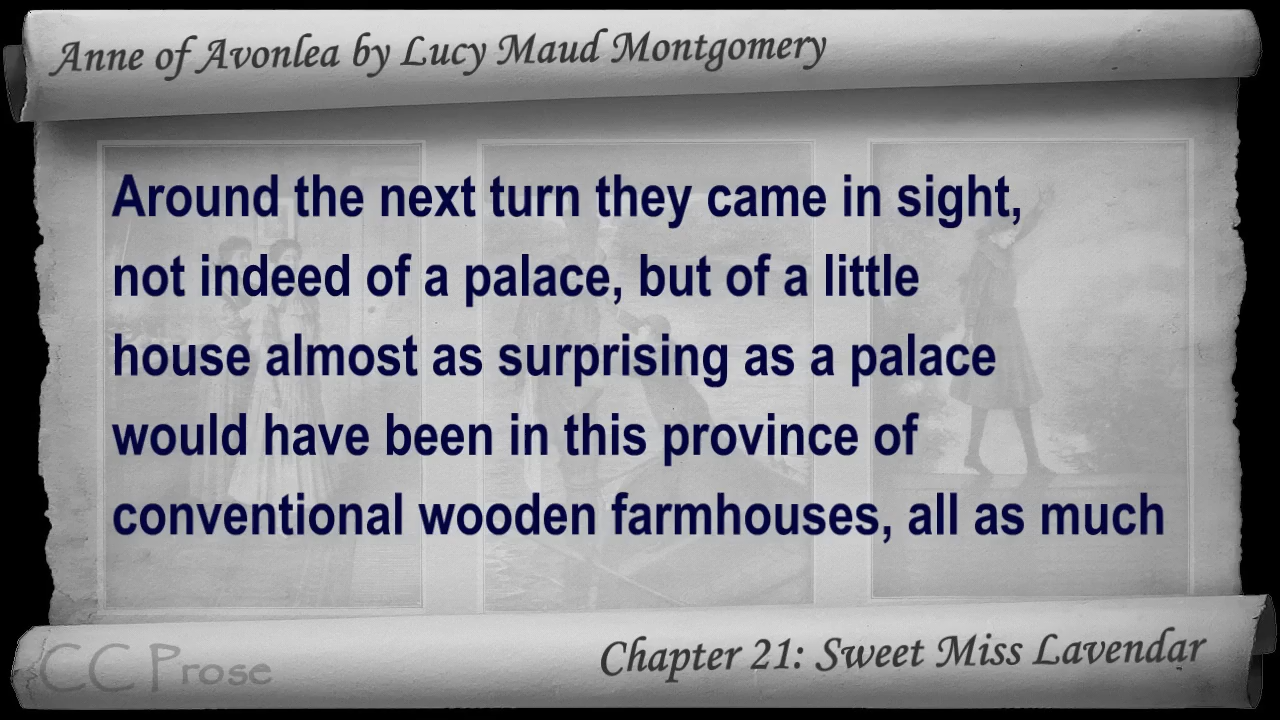 Anne of Avonlea by Lucy Maud Montgomery
Around the next turn they came in sight,
not indeed of a palace, but of a little
house almost as surprising as a palace
would have been in this province of
conventional wooden farmhouses, all as much
Chapter 21: Sweet Miss Lavendar
CC Prose